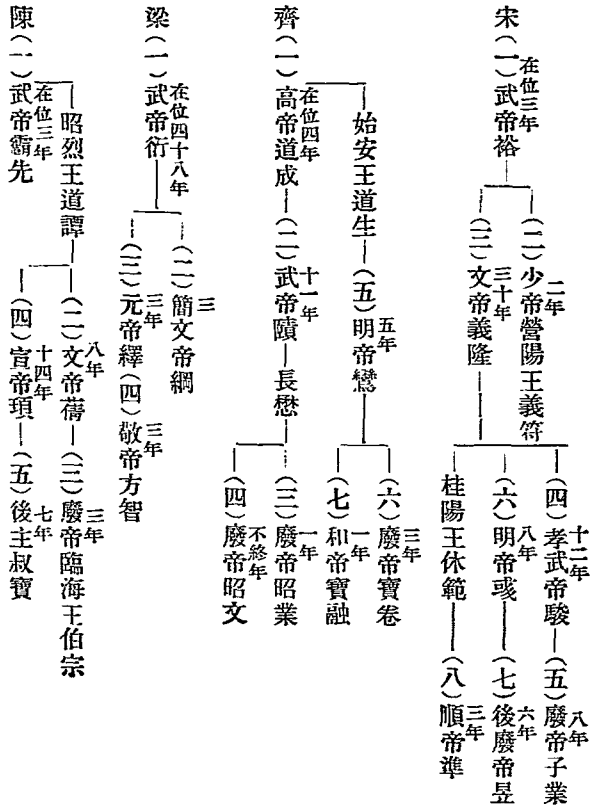 宋(一)武帝裕 在位三年
(二)少帝營陽王義符 二年
(三)文帝義隆 三十年
(四)孝武帝駿 十二年
(五)廢帝子業 八年
(六)明帝彧 八年
(七)後廢帝昱 六年
桂陽王休範
(八)順帝準 三年
齊(一)高帝道成 在位四年
始安王道生
(五)明帝鸞 五年
(二)武帝賾 十一年
長懋
(六)廢帝寶卷 三年
(七)和帝寶融 一年
(三)廢帝昭業 一年
(四)廢帝昭文 不終年
梁(一)武帝衍 在位四十八年
(二)簡文帝綱 三
(三)元帝繹 三年
(四)敬帝方智 三年
陳(一)武帝霸先 在位三年
昭烈王道譚
(二)文帝蒨 八年
(三)廢帝臨海王伯宗 三年
(四)宣帝頊 十四年
(五)後主叔寶 七年